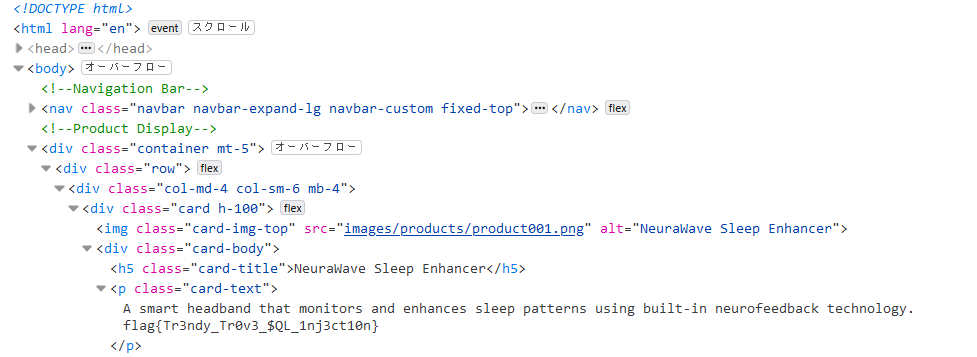 <!DOCTYPE html>
<html lang="en"> event スクロール
<head> ••• </head>
<body> オーバーフロー
<!--Navigation Bar-->
<nav class="navbar navbar-expand-lg navbar-custom fixed-top"> ••• </nav> flex
<!--Product Display-->
<div class="container mt-5"> オーバーフロー
<div class="row"> flex
<div class="col-md-4 col-sm-6 mb-4">
<div class="card h-100"> flex
<img class="card-img-top" src="images/products/product001.png" alt="NeuraWave Sleep Enhancer">
<div class="card-body">
<h5 class="card-title">NeuraWave Sleep Enhancer</h5>
<p class="card-text">
A smart headband that monitors and enhances sleep patterns using built-in neurofeedback technology.
flag{Tr3ndy_Tr0v3_$QL_1nj3ct10n}
</p>